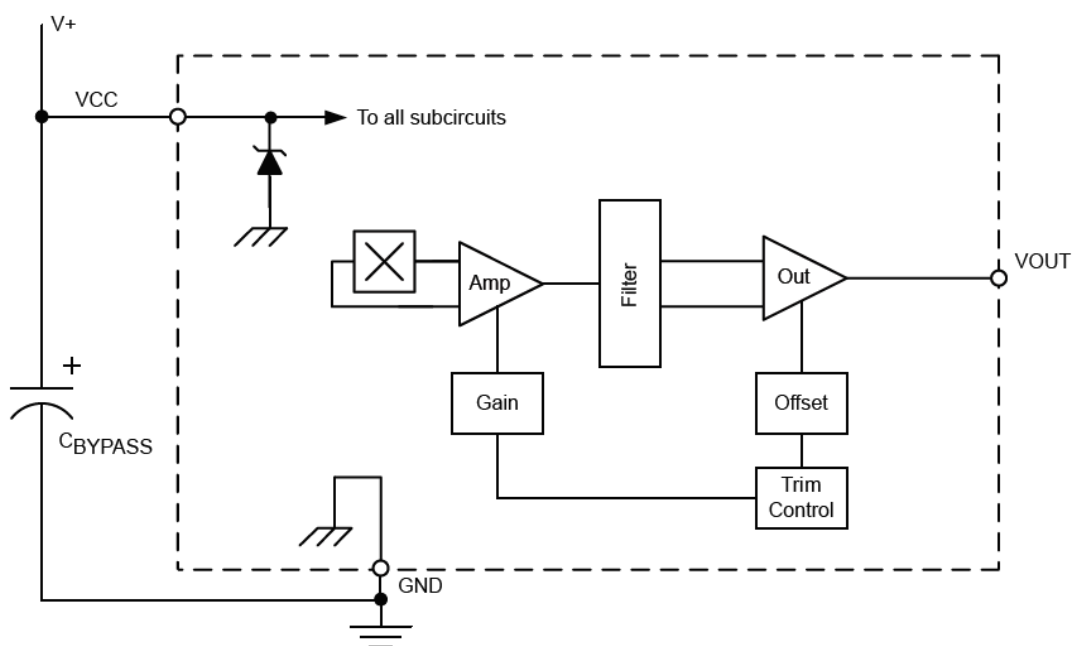 V+
VCC
To all subcircuits
Amp
Filter
Out
VOUT
+
Gain
Offset
CBYPASS
Trim
Control
GND